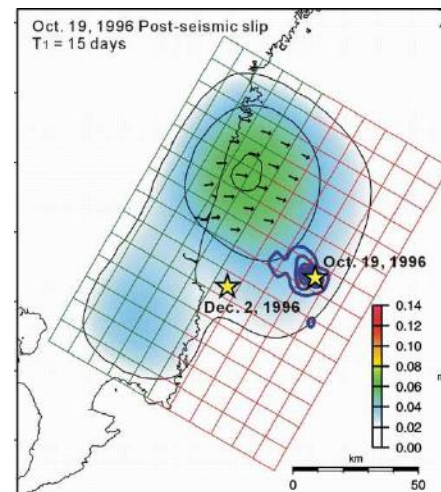 Oct. 19, 1996 Post-seismic slip
T1 = 15 days
Oct. 19, 1996
Dec. 2, 1996
0
0.14
0.12
0.10
0.08
0.06
0.04
0.02
0.00
km
0 50